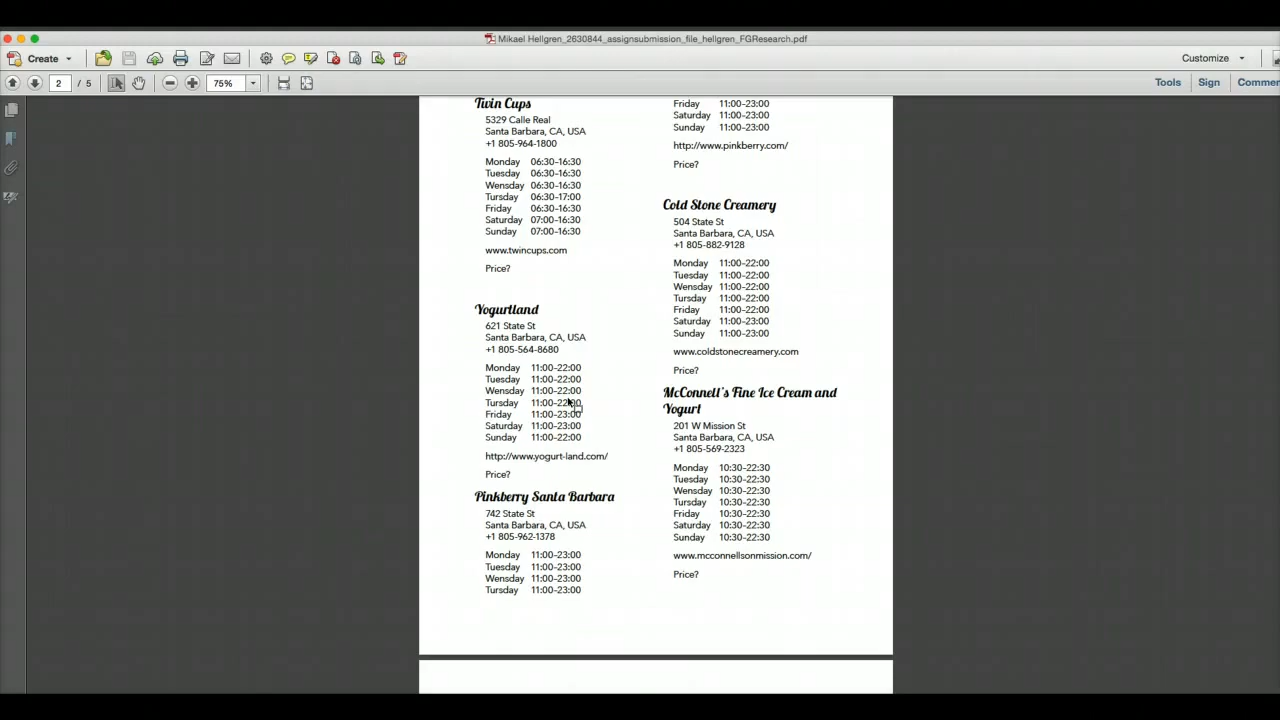 Mikael Hellgren_2630844_assignsubmission_file_hellgren_FGResearch.pdf
Create
Customize
2 / 5
75%
Tools
Sign
Commen
Twin Cups
5329 Calle Real
Santa Barbara, CA, USA
+1 805-964-1800
Monday 06:30-16:30
Tuesday 06:30-16:30
Wensday 06:30-16:30
Tursday 06:30-17:00
Friday 06:30-16:30
Saturday 07:00-16:30
Sunday 07:00-16:30
www.twincups.com
Price?
Yogurtland
621 State St
Santa Barbara, CA, USA
+1 805-564-8680
Monday 11:00-22:00
Tuesday 11:00-22:00
Wensday 11:00-22:00
Tursday 11:00-22:00
Friday 11:00-23:00
Saturday 11:00-23:00
Sunday 11:00-22:00
http://www.yogurt-land.com/
Price?
Pinkberry Santa Barbara
742 State St
Santa Barbara, CA, USA
+1 805-962-1378
Monday 11:00-23:00
Tuesday 11:00-23:00
Wensday 11:00-23:00
Tursday 11:00-23:00
Friday 11:00-23:00
Saturday 11:00-23:00
Sunday 11:00-23:00
http://www.pinkberry.com/
Price?
Cold Stone Creamery
504 State St
Santa Barbara, CA, USA
+1 805-882-9128
Monday 11:00-22:00
Tuesday 11:00-22:00
Wensday 11:00-22:00
Tursday 11:00-22:00
Friday 11:00-22:00
Saturday 11:00-23:00
Sunday 11:00-22:00
www.coldstonecreamery.com
Price?
McConnell's Fine Ice Cream and
Yogurt
201 W Mission St
Santa Barbara, CA, USA
+1 805-569-2323
Monday 10:30-22:30
Tuesday 10:30-22:30
Wensday 10:30-22:30
Tursday 10:30-22:30
Friday 10:30-22:30
Saturday 10:30-22:30
Sunday 10:30-22:30
www.mcconnellsonmission.com/
Price?